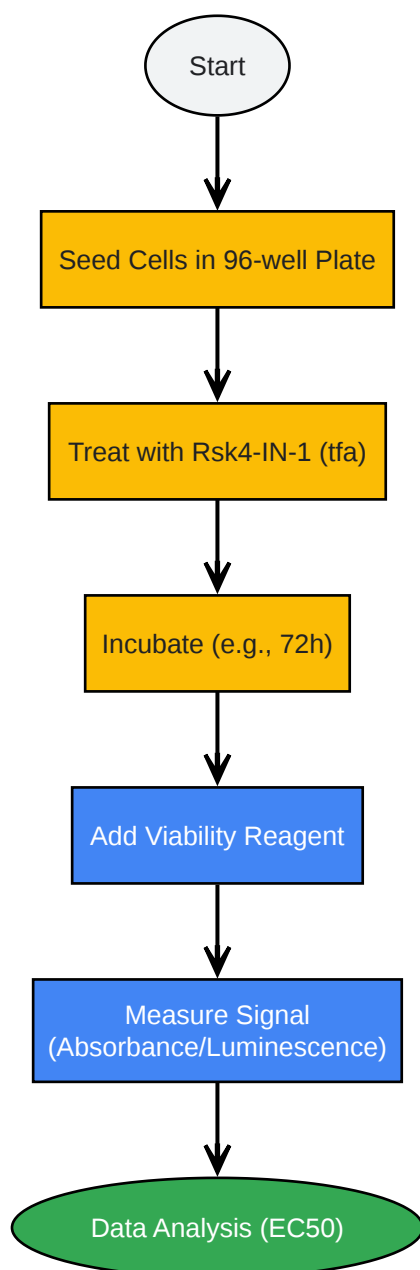 Start
Seed Cells in 96-well Plate
Treat with Rsk4-IN-1 (tfa)
Incubate (e.g., 72h)
Add Viability Reagent
Measure Signal
(Absorbance/Luminescence)
Data Analysis (EC50)